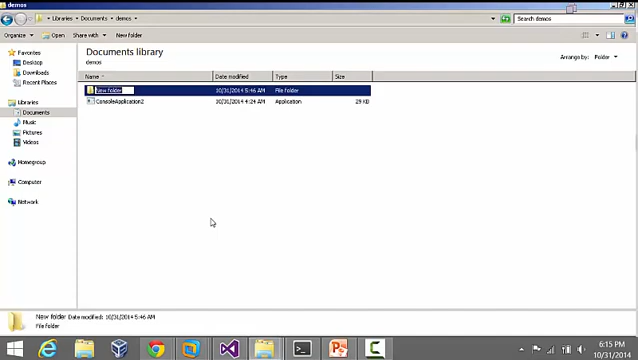 demos
Libraries ▸ Documents ▸ demos
Search demos
Organize ▾ Open Share with ▾ New folder
Favorites
Desktop
Downloads
Recent Places
Libraries
Documents
Music
Pictures
Videos
Homegroup
Computer
Network
Documents library
demos
Arrange by: Folder ▾
Name Date modified Type Size
New folder 10/31/2014 5:46 AM File folder
ConsoleApplication2 10/31/2014 4:24 AM Application 29 KB
New folder Date modified: 10/31/2014 5:46 AM
File folder
6:15 PM
10/31/2014